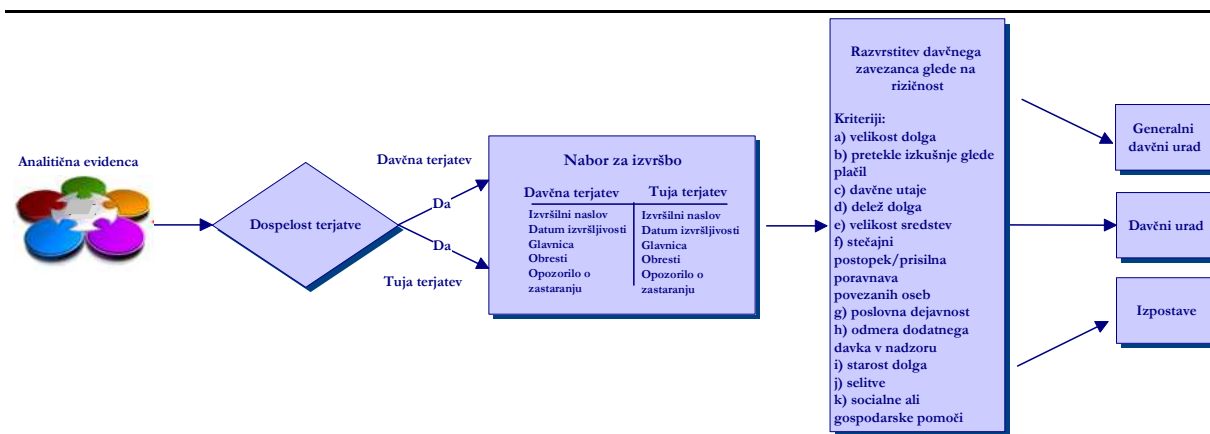 Analitična evidenca
Dospelost terjatve
Davčna terjatev
Da
Da
Tuja terjatev
Nabor za izvršbo
Davčna terjatev
Izvršilni naslov
Datum izvršljivosti
Glavnica
Obresti
Opozorilo o
zastaranju
Tuja terjatev
Izvršilni naslov
Datum izvršljivosti
Glavnica
Obresti
Opozorilo o
zastaranju
Razvrstitev davčnega
zavezanca glede na
rizičnost
Kriteriji:
a) velikost dolga
b) pretekle izkušnje glede
plačil
c) davčne utaje
d) delež dolga
e) velikost sredstev
f) stečajni
postopek/prisilna
poravnava
povezanih oseb
g) poslovna dejavnost
h) odmera dodatnega
davka v nadzoru
i) starost dolga
j) selitve
k) socialne ali
gospodarske pomoči
Generalni
davčni urad
Davčni urad
Izpostave